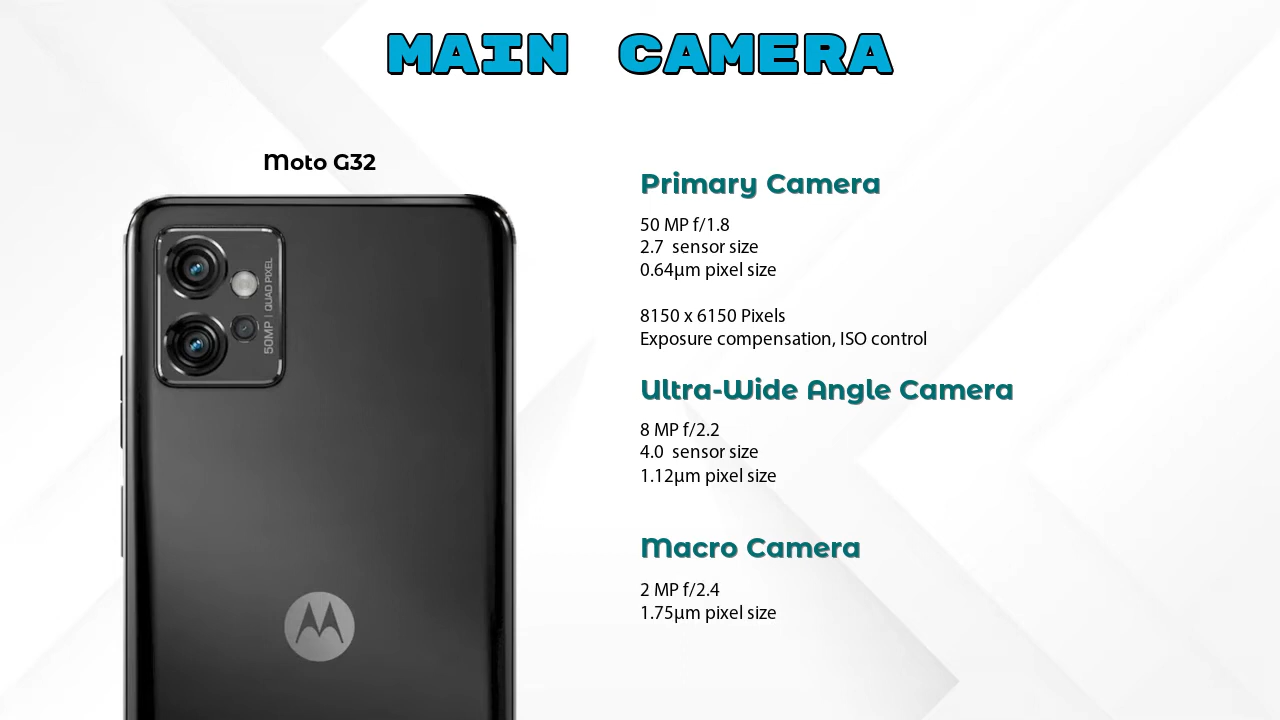 MAIN CAMERA
Moto G32
50MP | QUAD PIXEL
Primary Camera
50 MP f/1.8
2.7  sensor size
0.64µm pixel size
8150 x 6150 Pixels
Exposure compensation, ISO control
Ultra-Wide Angle Camera
8 MP f/2.2
4.0  sensor size
1.12µm pixel size
Macro Camera
2 MP f/2.4
1.75µm pixel size